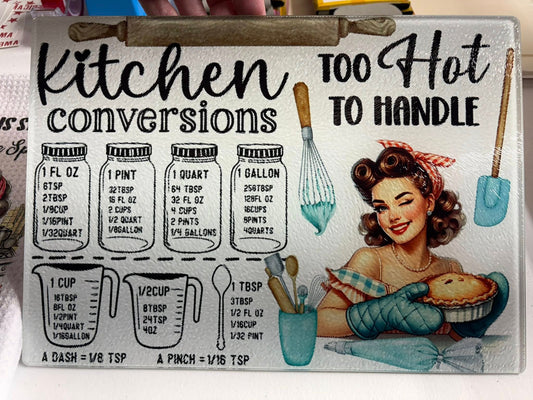 Kitchen
conversions
TOO Hot
TO HANDLE
1 FL OZ
6TSP
2TBSP
1/8CUP
1/16PINT
1/32QUART
1 PINT
32TBSP
16 FL OZ
2 CUPS
1/2 QUART
1/8GALLON
1 QUART
64 TBSP
32 FL OZ
4 CUPS
2 PINTS
1/4 GALLONS
1 GALLON
256TBSP
128FL OZ
16CUPS
8PINTS
4QUARTS
1 CUP
16TBSP
8FL OZ
1/2PINT
1/4QUART
1/16GALLON
1/2CUP
8TBSP
24TSP
4OZ
1 TBSP
3TBSP
1/2 FL OZ
1/16CUP
1/32 PINT
A DASH = 1/8 TSP
A PINCH = 1/16 TSP